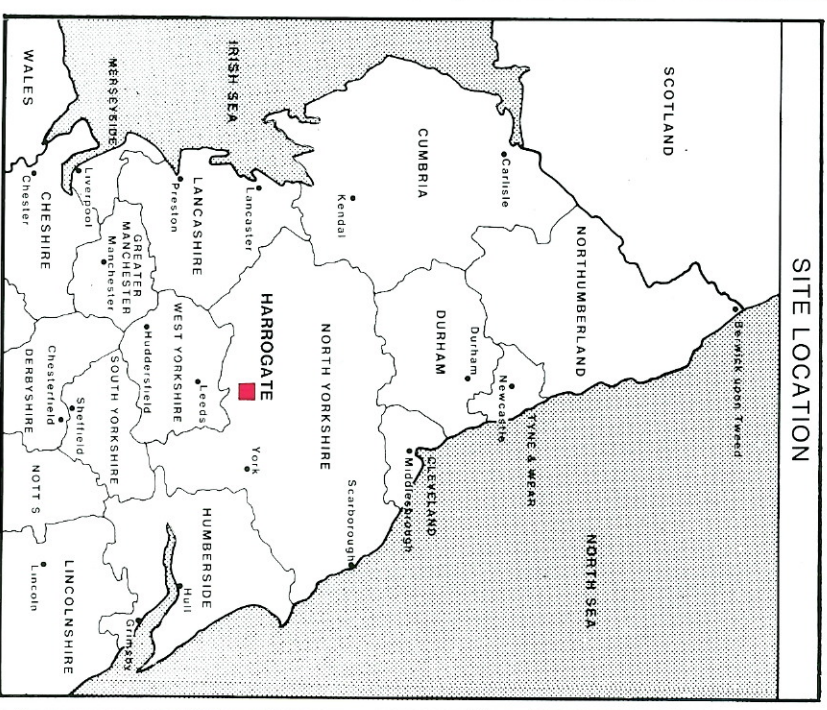 SITE LOCATION
SCOTLAND
Berwick upon Tweed
NORTHUMBERLAND
NORTH SEA
Carlisle
TYNE & WEAR
Newcastle
CUMBRIA
DURHAM
Durham
CLEVELAND
Middlesbrough
Kendal
NORTH YORKSHIRE
Scarborough
IRISH SEA
Lancaster
HARROGATE
York
LANCASHIRE
Preston
WEST YORKSHIRE
Leeds
HUMBERSIDE
Hull
Huddersfield
MERSEYSIDE
GREATER
MANCHESTER
Manchester
SOUTH YORKSHIRE
Grimsby
Liverpool
Sheffield
Chesterfield
LINCOLNSHIRE
WALES
CHESHIRE
Chester
DERBYSHIRE
NOTTS
Lincoln